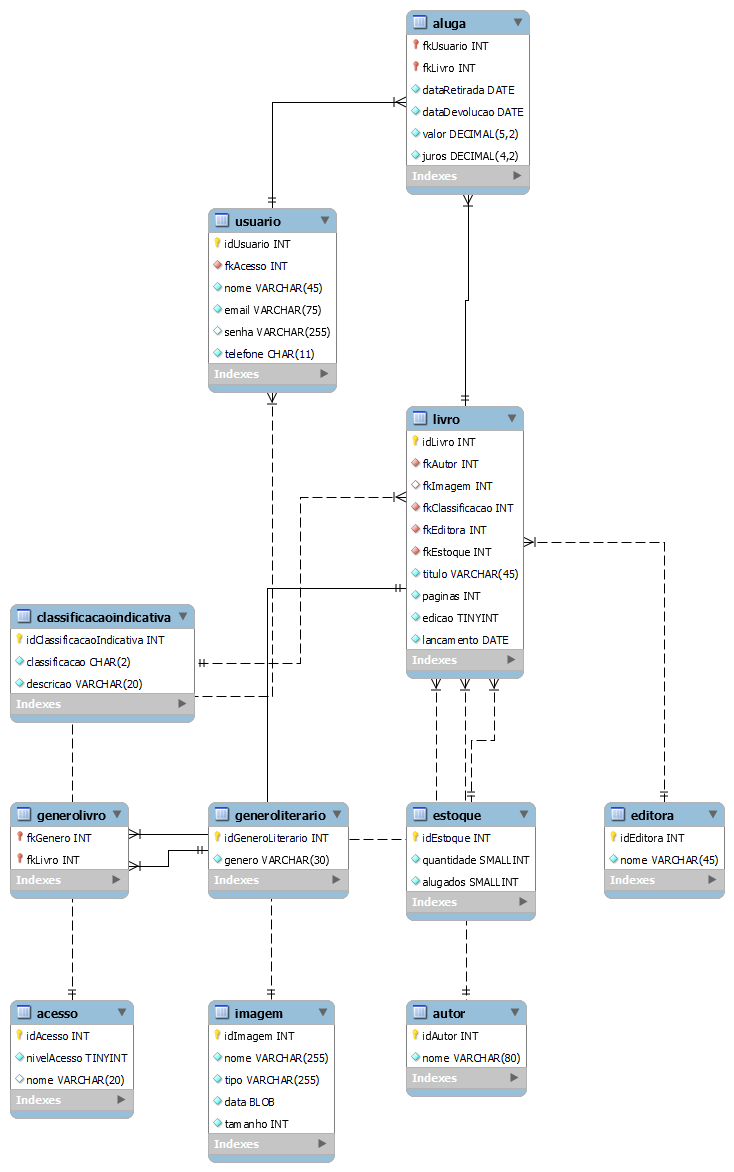 aluga
fkUsuario INT
fkLivro INT
dataRetirada DATE
dataDevolucao DATE
valor DECIMAL(5,2)
juros DECIMAL(4,2)
Indexes
usuario
idUsuario INT
fkAcesso INT
nome VARCHAR(45)
email VARCHAR(75)
senha VARCHAR(255)
telefone CHAR(11)
Indexes
livro
idLivro INT
fkAutor INT
fkImagem INT
fkClassificacao INT
fkEditora INT
fkEstoque INT
titulo VARCHAR(45)
paginas INT
edicao TINYINT
lancamento DATE
Indexes
classificacaoindicativa
idClassificacaoIndicativa INT
classificacao CHAR(2)
descricao VARCHAR(20)
Indexes
generolivro
fkGenero INT
fkLivro INT
Indexes
generoliterario
idGeneroLiterario INT
genero VARCHAR(30)
Indexes
estoque
idEstoque INT
quantidade SMALLINT
alugados SMALLINT
Indexes
editora
idEditora INT
nome VARCHAR(45)
Indexes
acesso
idAcesso INT
nivelAcesso TINYINT
nome VARCHAR(20)
Indexes
imagem
idImagem INT
nome VARCHAR(255)
tipo VARCHAR(255)
data BLOB
tamanho INT
Indexes
autor
idAutor INT
nome VARCHAR(80)
Indexes